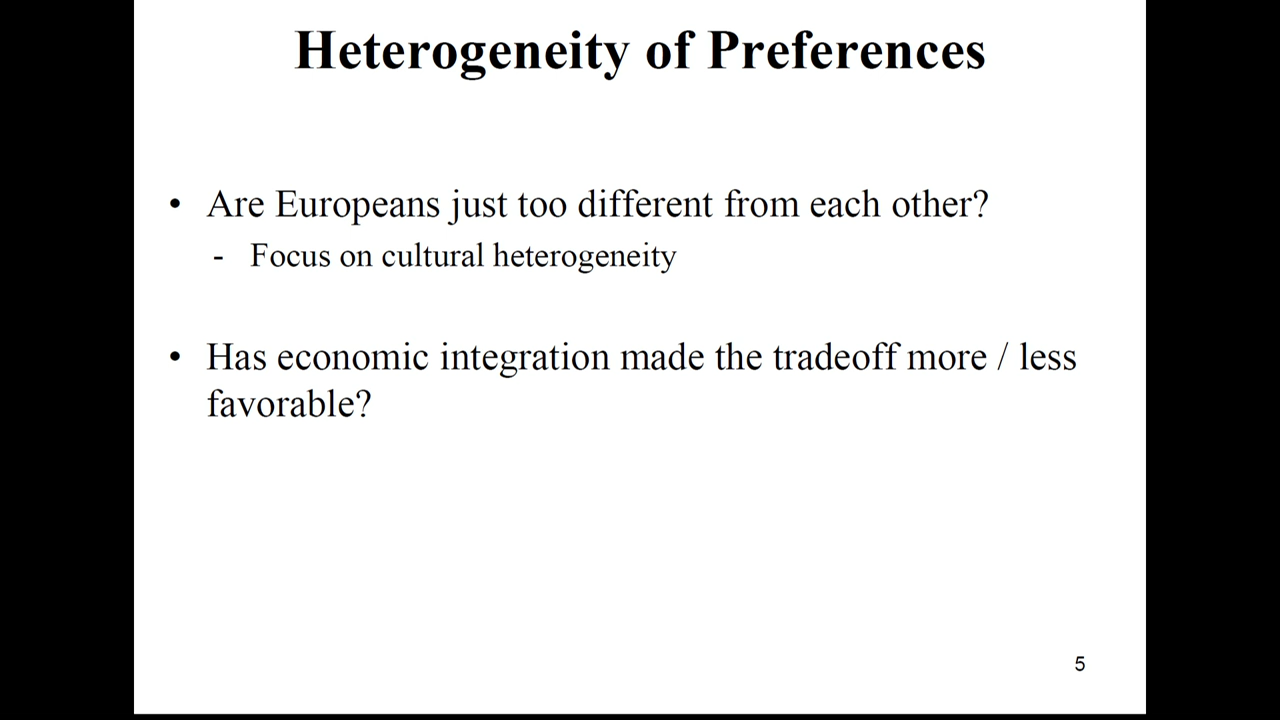 Heterogeneity of Preferences
• Are Europeans just too different from each other?
- Focus on cultural heterogeneity
• Has economic integration made the tradeoff more / less
favorable?
5